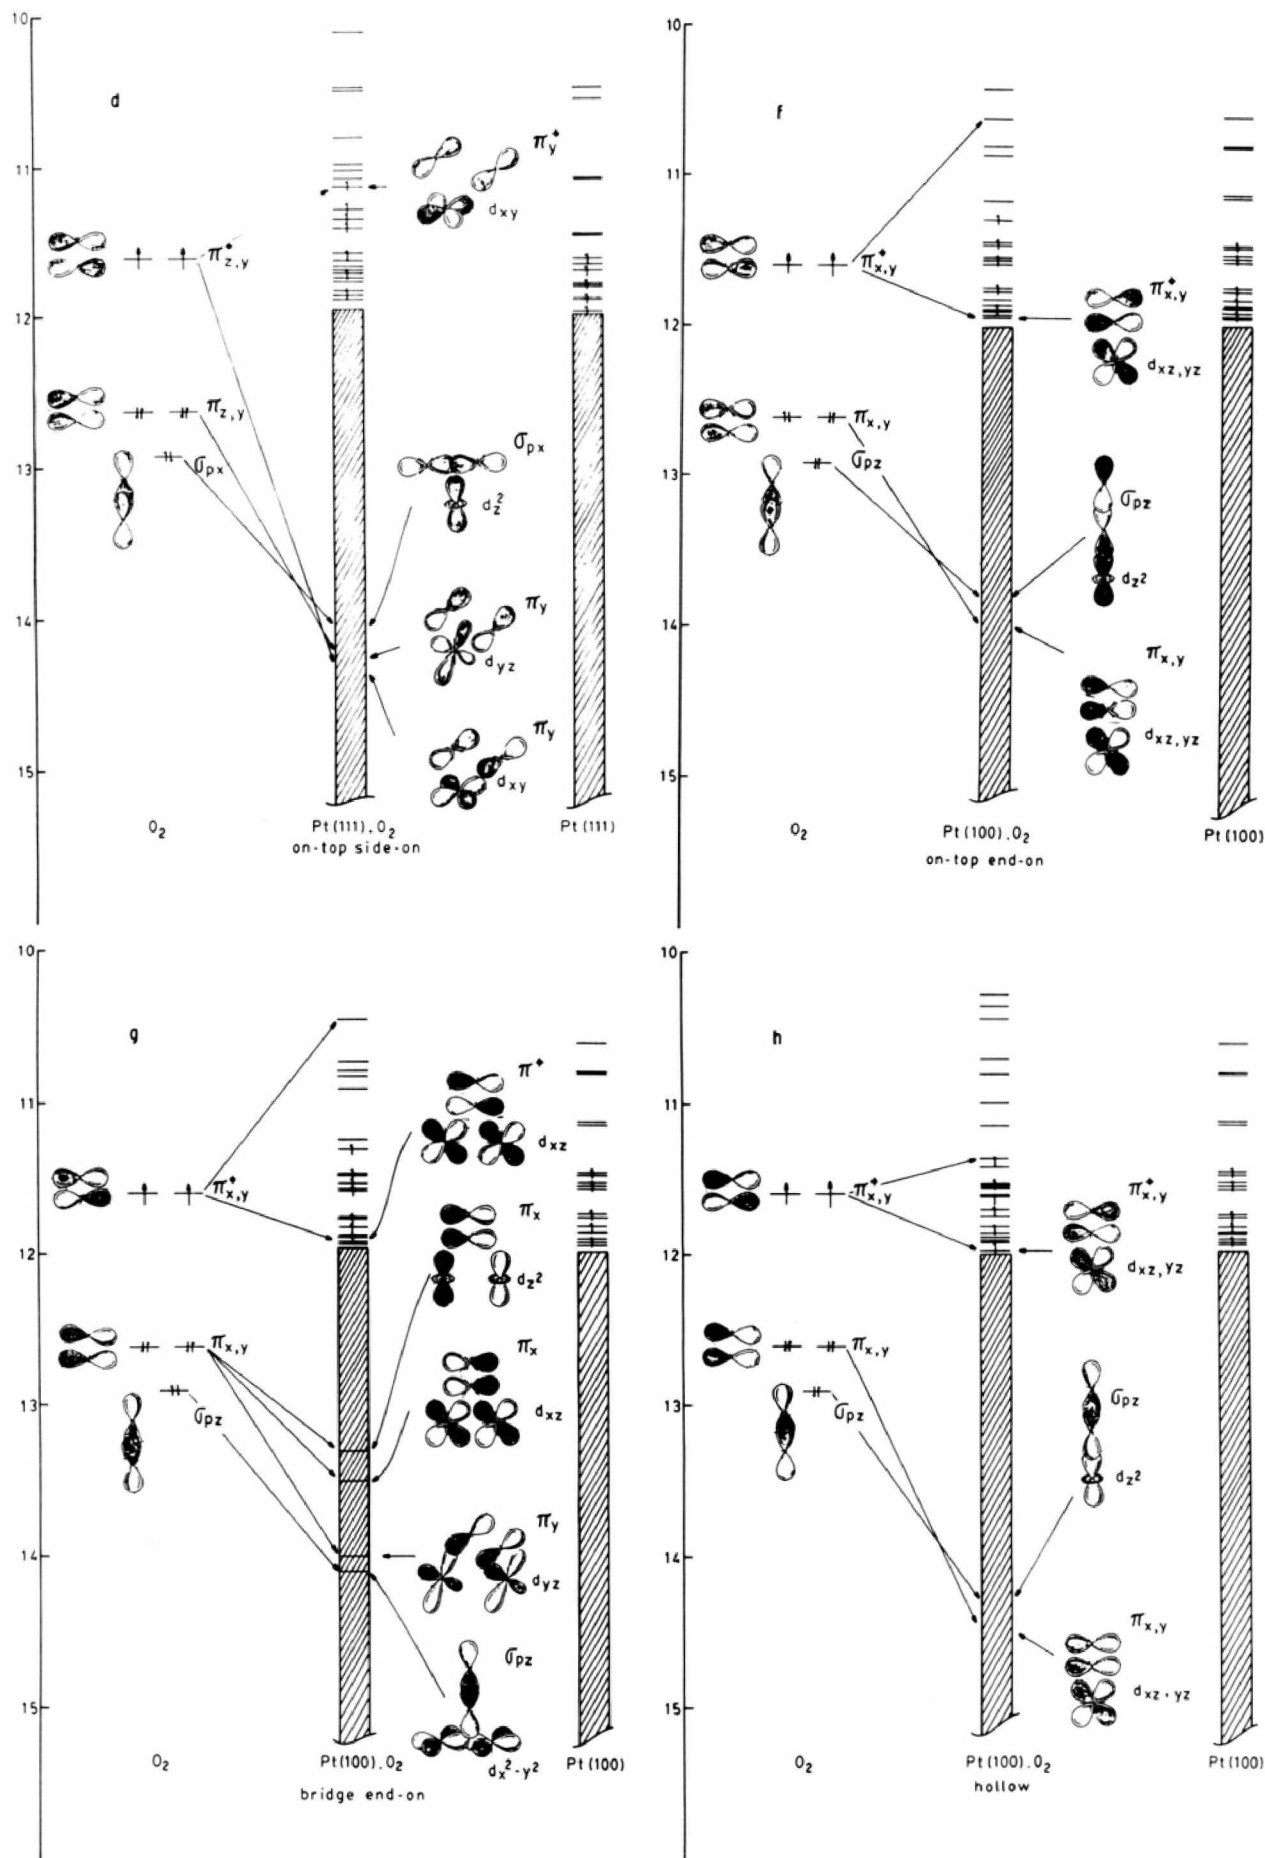 d
10
11
12
13
14
15
π*z,y
πz,y
σpx
π*y
dxy
σpx
dz²
πy
dyz
πy
dxy
O₂
Pt(111).O₂
on-top side-on
Pt(111)
f
10
11
12
13
14
15
π*x,y
πx,y
σpz
π*x,y
dxz,yz
σpz
dz²
πx,y
dxz,yz
O₂
Pt(100).O₂
on-top end-on
Pt(100)
g
10
11
12
13
14
15
π*x,y
πx,y
σpz
π*
dxz
πx
dz²
πx
dxz
πy
dyz
σpz
dx²-y²
O₂
Pt(100).O₂
bridge end-on
Pt(100)
h
10
11
12
13
14
15
π*x,y
πx,y
σpz
π*x,y
dxz,yz
σpz
dz²
πx,y
dxz,yz
O₂
Pt(100).O₂
hollow
Pt(100)